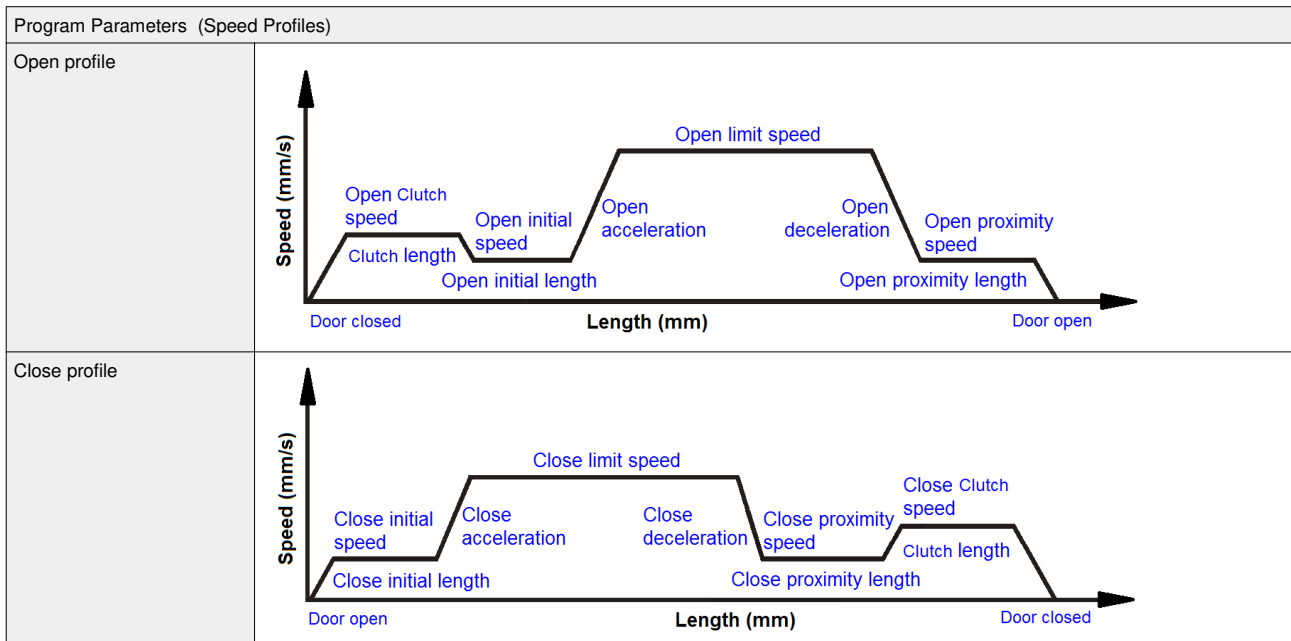 Program Parameters (Speed Profiles)
Open profile
Speed (mm/s)
Open limit speed
Open Clutch
speed
Clutch length
Open initial
speed
Open initial length
Open
acceleration
Open
deceleration
Open proximity
speed
Open proximity length
Door closed
Length (mm)
Door open
Close profile
Speed (mm/s)
Close limit speed
Close initial
speed
Close initial length
Close
acceleration
Close
deceleration
Close proximity
speed
Close proximity length
Close Clutch
speed
Clutch length
Door open
Length (mm)
Door closed